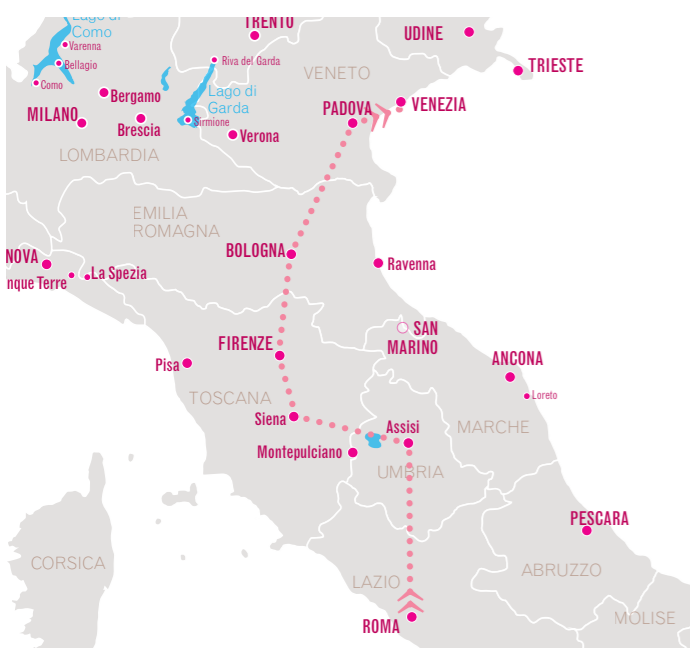 Lago di
Como
TRENTO
UDINE
Varenna
Riva del Garda
Bellagio
VENETO
TRIESTE
Como
Bergamo
Lago di
Garda
PADOVA
VENEZIA
MILANO
Brescia
Sirmione
Verona
LOMBARDIA
EMILIA
ROMAGNA
BOLOGNA
NOVA
Ravenna
nque Terre
La Spezia
SAN
MARINO
FIRENZE
ANCONA
Pisa
TOSCANA
Loreto
Siena
Assisi
MARCHE
Montepulciano
UMBRIA
PESCARA
CORSICA
ABRUZZO
LAZIO
MOLISE
ROMA